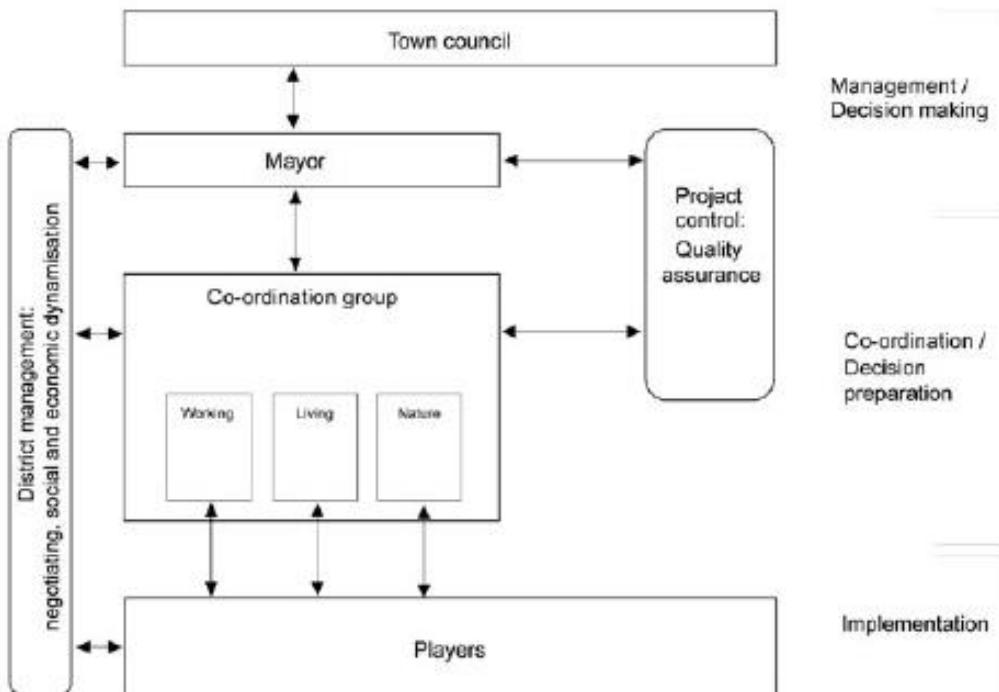 Town council
Management /
Decision making
Mayor
Project
control:
Quality
assurance
District management:
negotiating, social and economic dynamisation
Co-ordination group
Co-ordination /
Decision
preparation
Working
Living
Nature
Players
Implementation